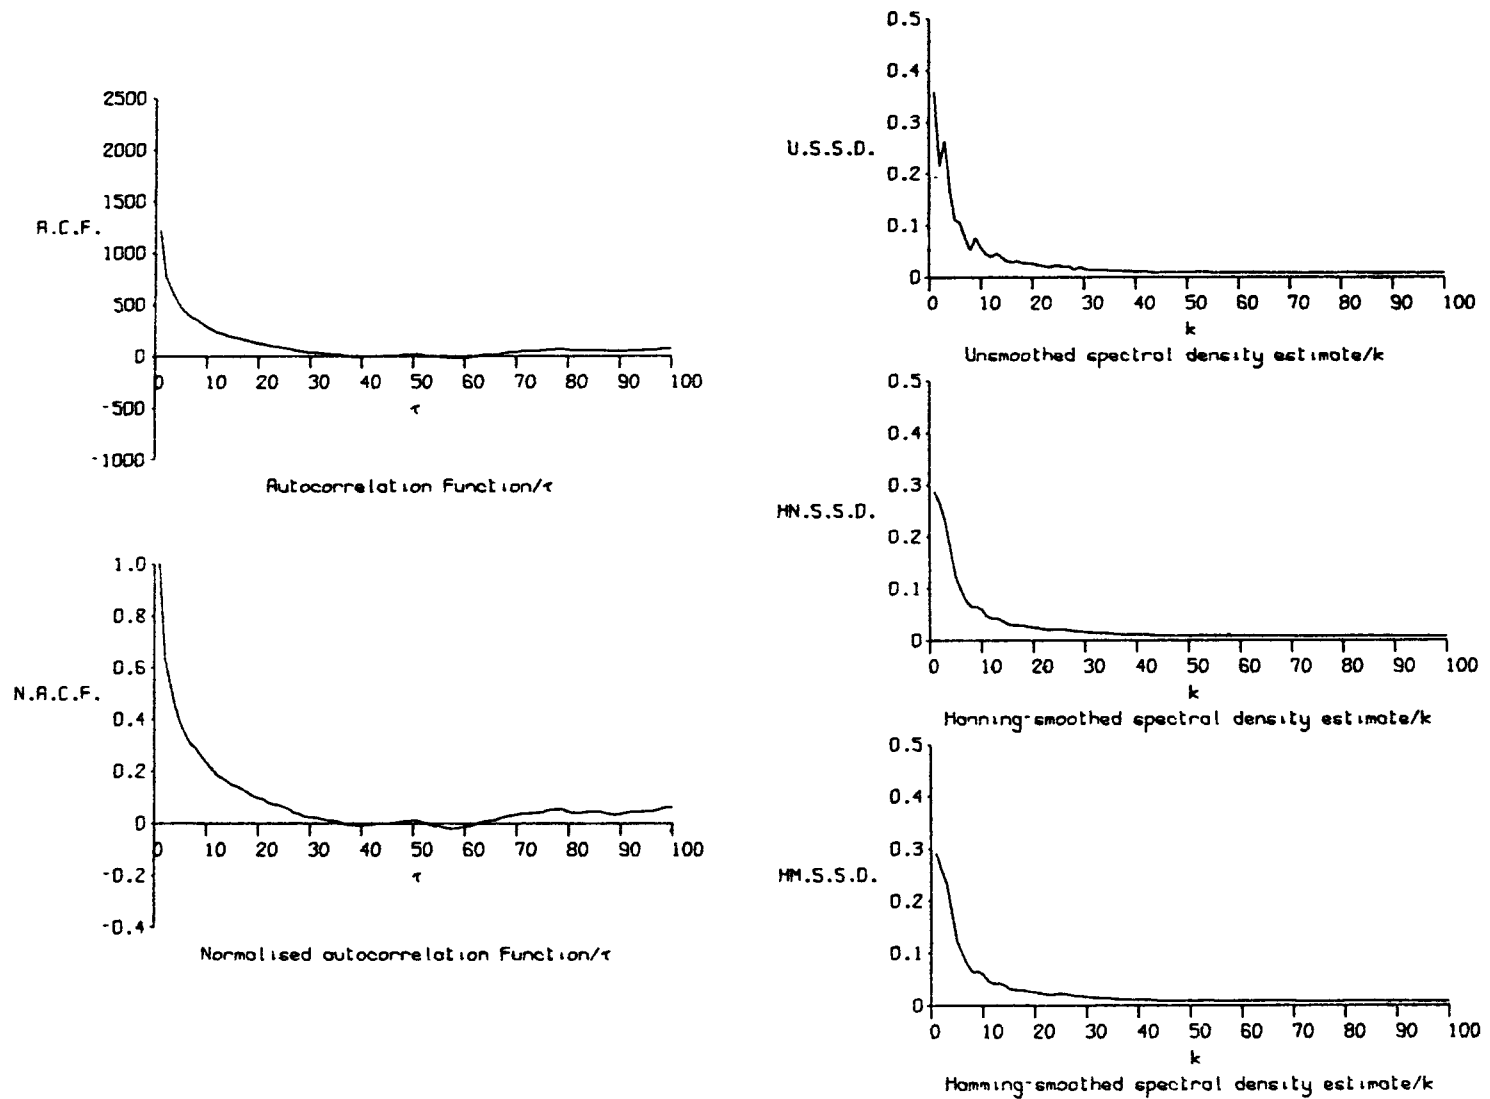 2500
2000
1500
A.C.F.
1000
500
0
0 10 20 30 40 50 60 70 80 90 100
τ
-500
-1000
Autocorrelation Function/τ
1.0
0.8
0.6
N.A.C.F.
0.4
0.2
0
0 10 20 30 40 50 60 70 80 90 100
τ
-0.2
-0.4
Normalised autocorrelation Function/τ
0.5
0.4
0.3
U.S.S.D.
0.2
0.1
0
0 10 20 30 40 50 60 70 80 90 100
k
Unsmoothed spectral density estimate/k
0.5
0.4
0.3
HN.S.S.D.
0.2
0.1
0
0 10 20 30 40 50 60 70 80 90 100
k
Hanning-smoothed spectral density estimate/k
0.5
0.4
0.3
HM.S.S.D.
0.2
0.1
0
0 10 20 30 40 50 60 70 80 90 100
k
Hamming-smoothed spectral density estimate/k